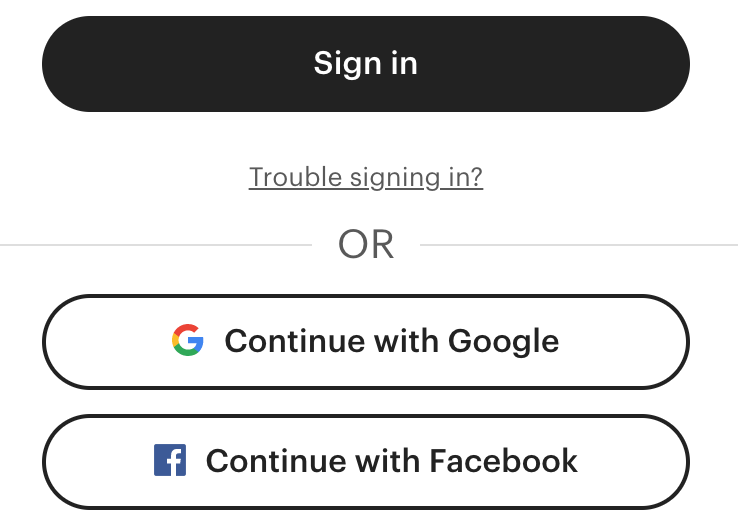 Sign in
Trouble signing in?
OR
Continue with Google
Continue with Facebook